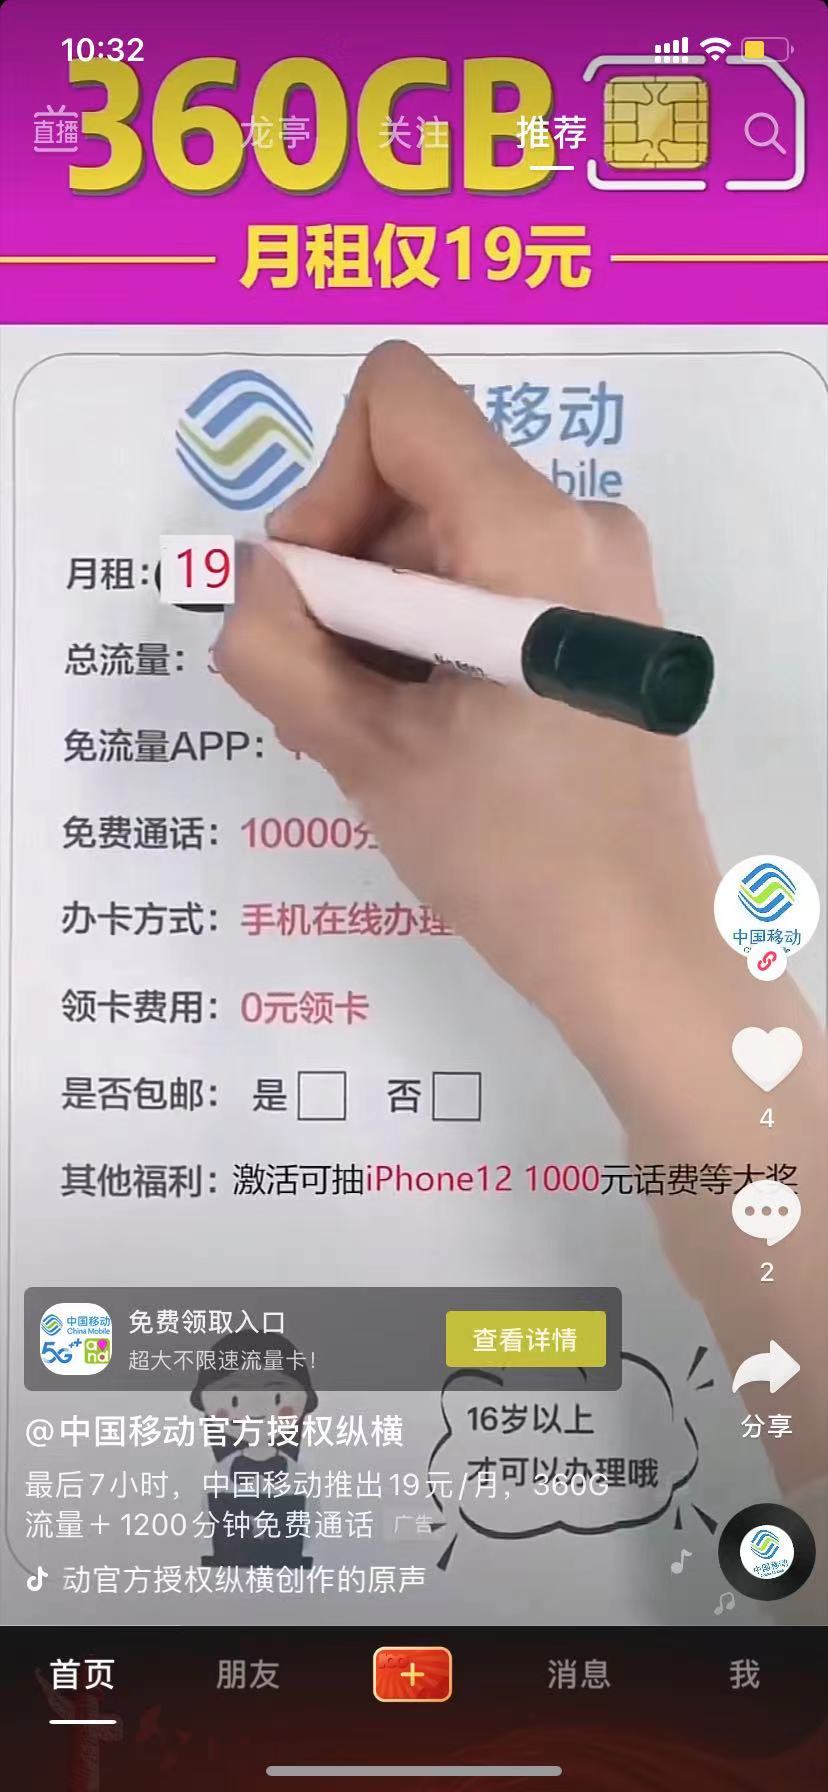 10:32
360GB
直播
龙亭
关注
推荐
月租仅19元
移动
bile
月租：19
总流量：
免流量APP：
免费通话：10000分
办卡方式：手机在线办理
领卡费用：0元领卡
是否包邮： 是 否
其他福利：激活可抽iPhone12 1000元话费等大奖
中国移动
4
2
中国移动
China Mobile
5G++
and
免费领取入口
超大不限速流量卡！
查看详情
16岁以上
才可以办理哦
分享
@中国移动官方授权纵横
最后7小时，中国移动推出19元/月，360G
流量＋1200分钟免费通话 广告
中国移动
动官方授权纵横创作的原声
首页
朋友
消息
我